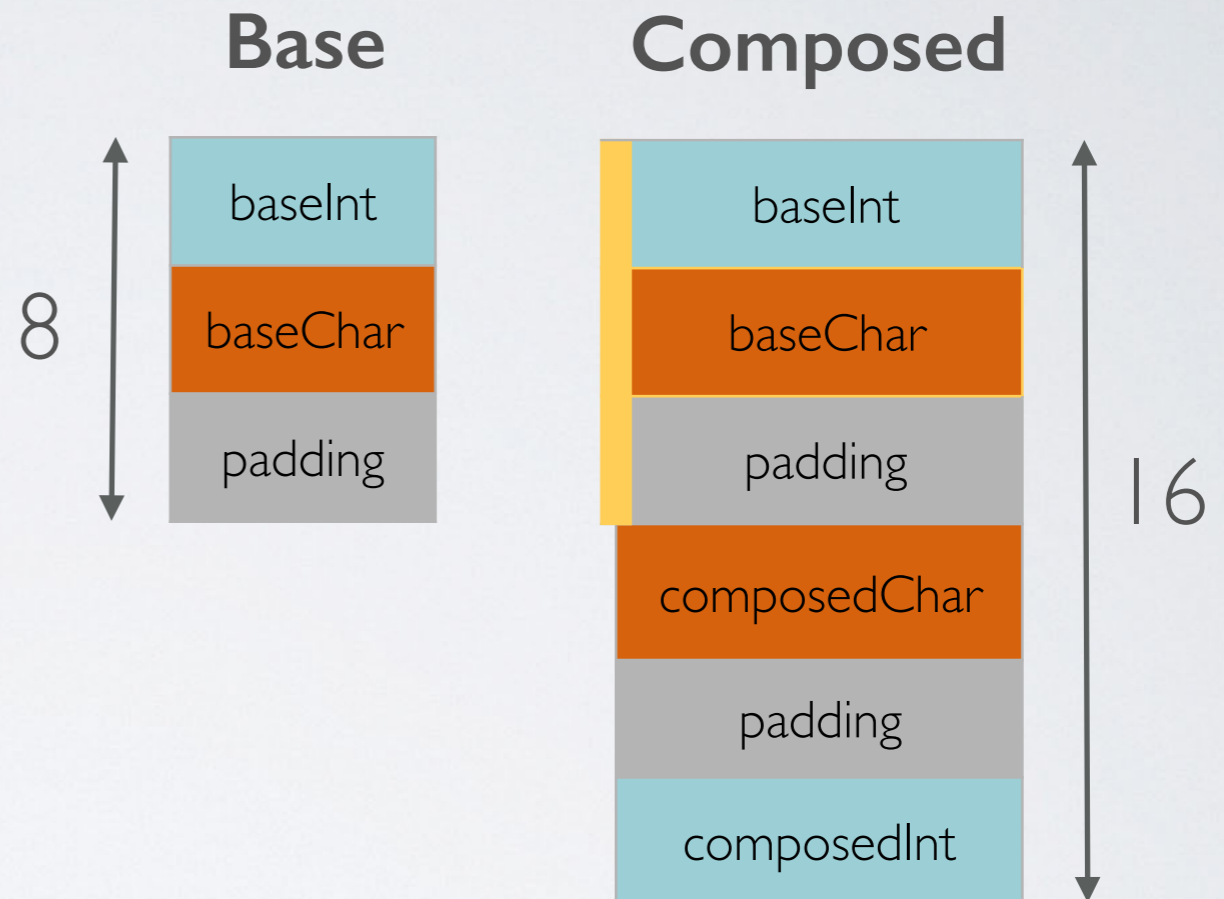 Base
Composed
8
baseInt
baseChar
padding
baseInt
baseChar
padding
composedChar
padding
composedInt
16